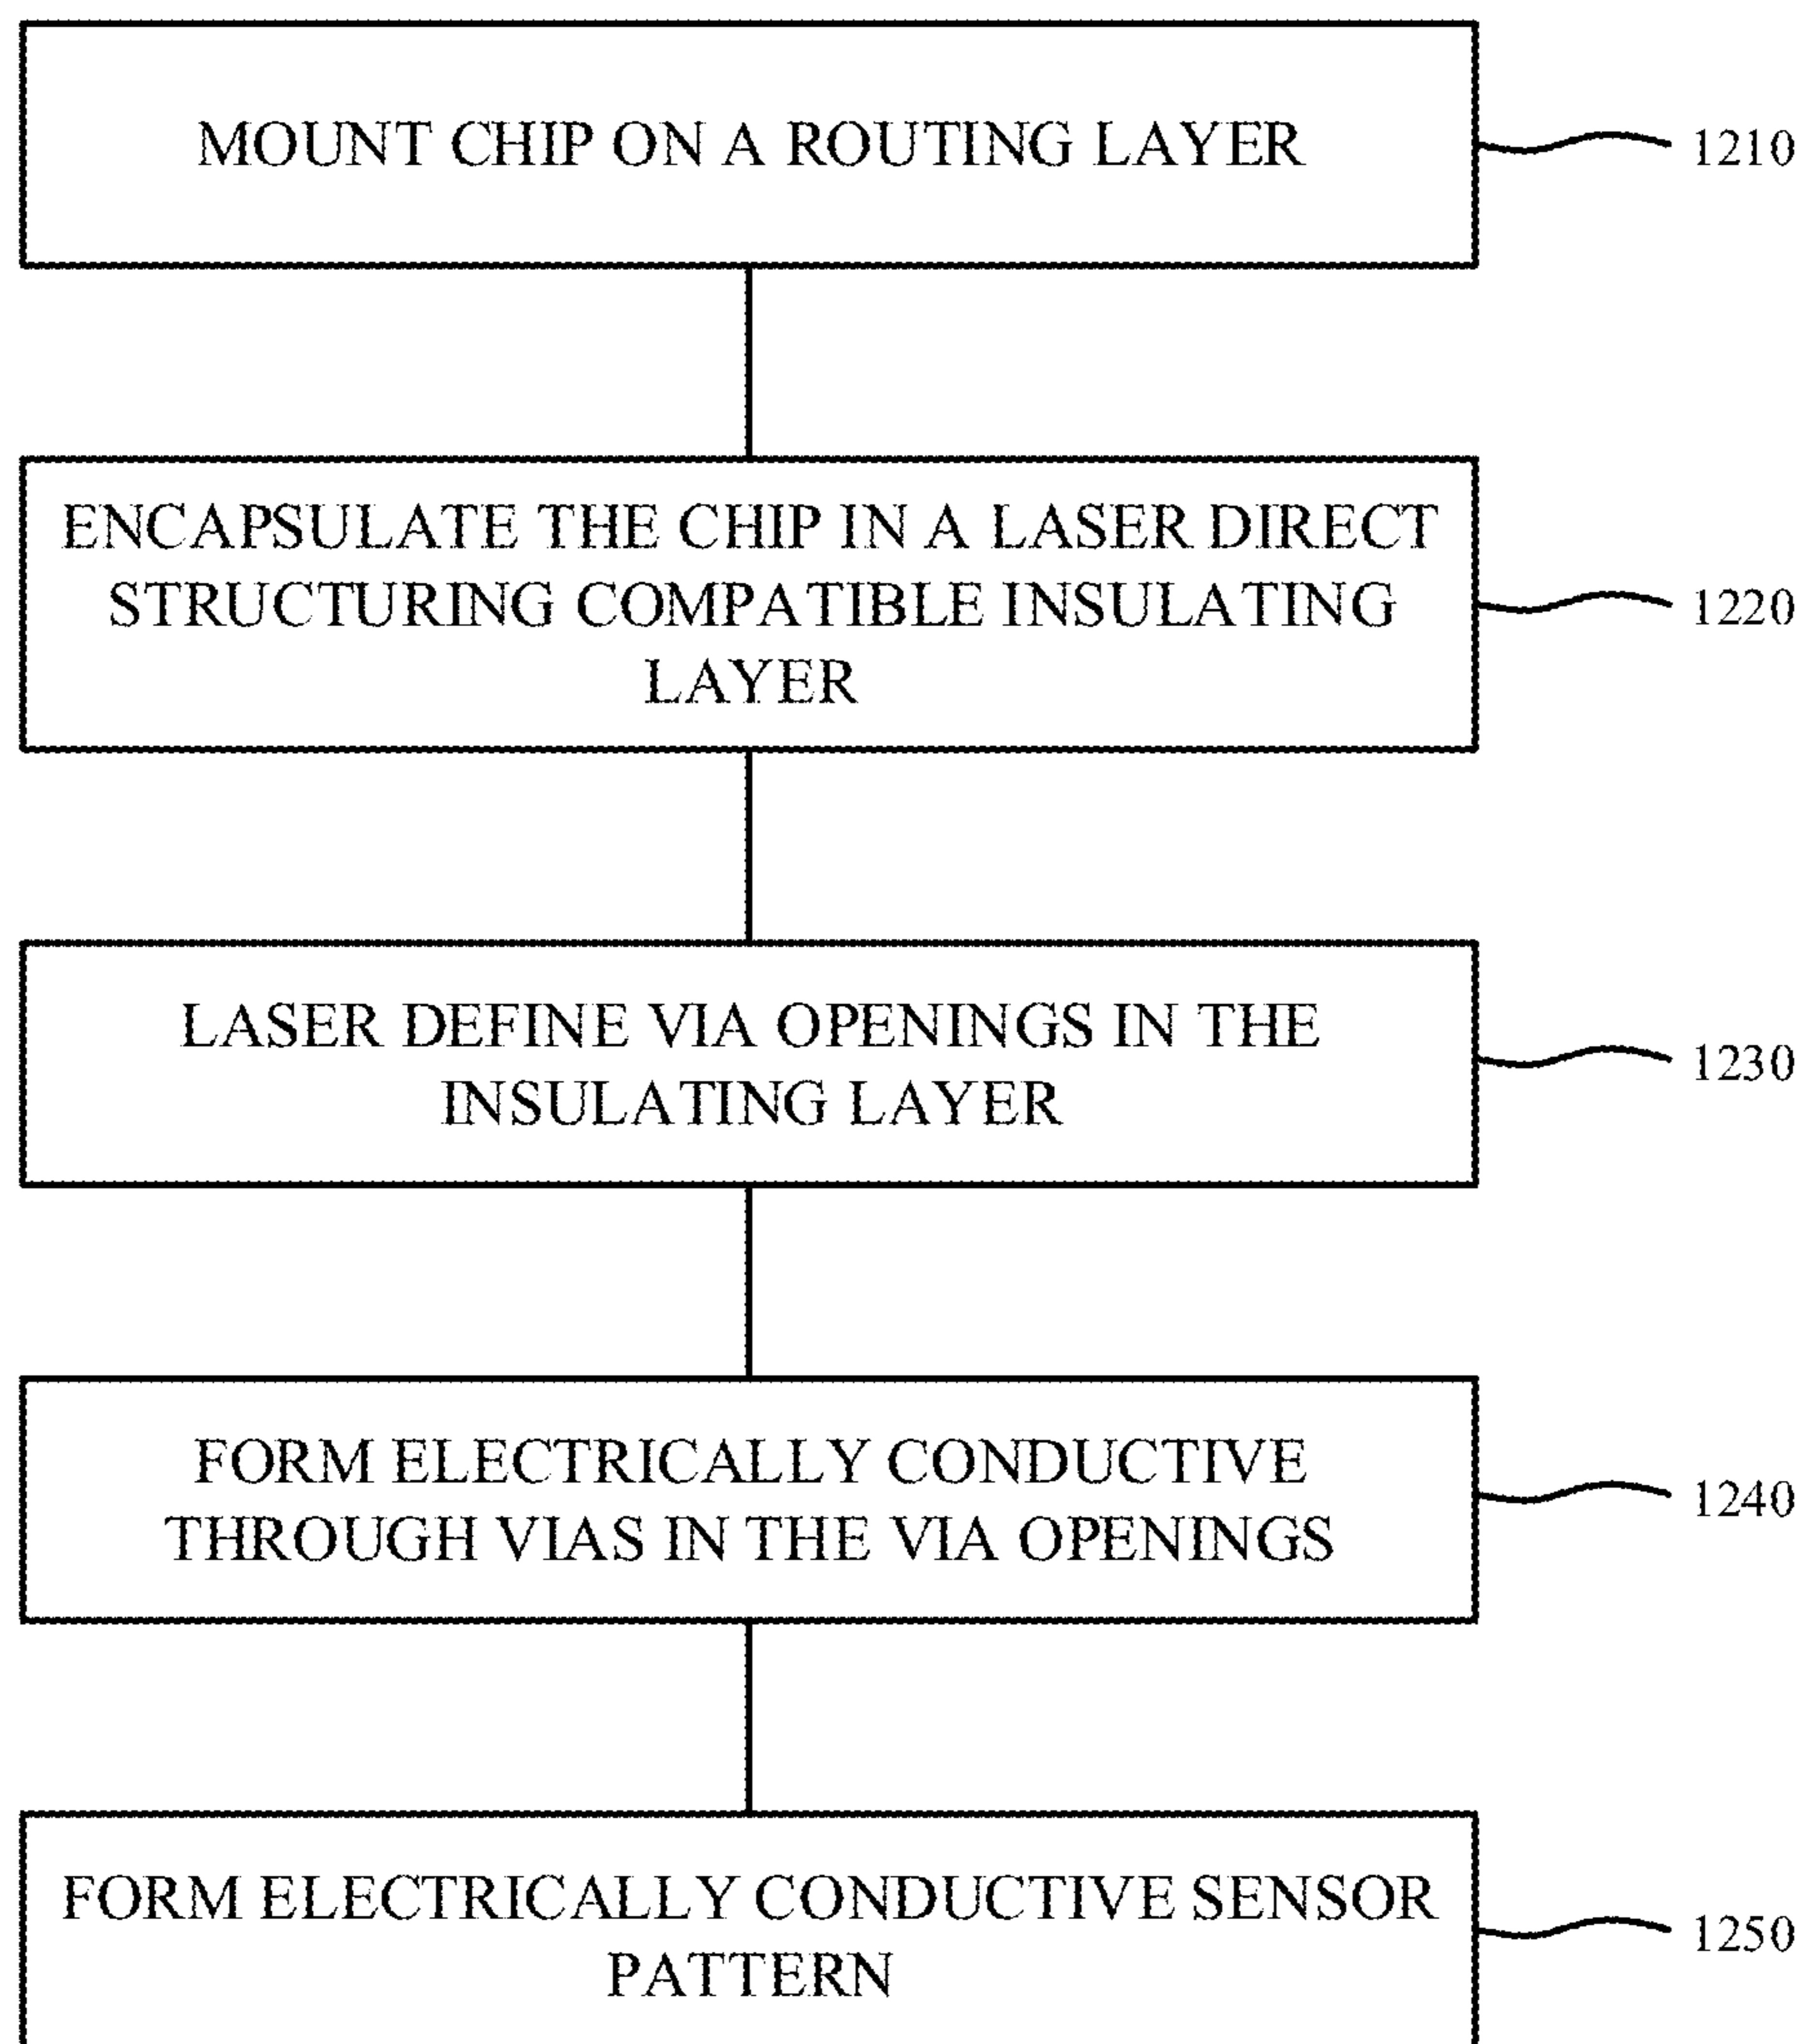 MOUNT CHIP ON A ROUTING LAYER
1210
ENCAPSULATE THE CHIP IN A LASER DIRECT
STRUCTURING COMPATIBLE INSULATING
LAYER
1220
LASER DEFINE VIA OPENINGS IN THE
INSULATING LAYER
1230
FORM ELECTRICALLY CONDUCTIVE
THROUGH VIAS IN THE VIA OPENINGS
1240
FORM ELECTRICALLY CONDUCTIVE SENSOR
PATTERN
1250